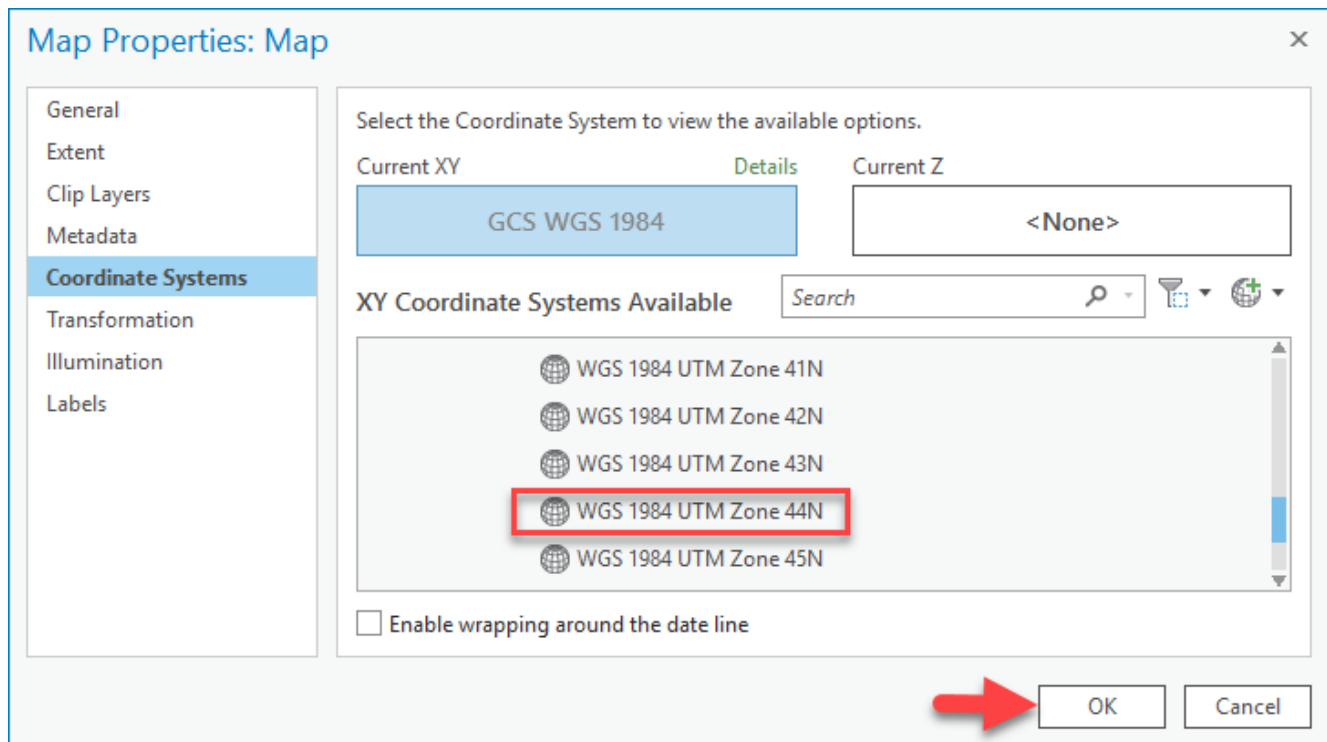 Map Properties: Map
General
Extent
Clip Layers
Metadata
Coordinate Systems
Transformation
Illumination
Labels
Select the Coordinate System to view the available options.
Current XY Details Current Z
GCS WGS 1984 <None>
XY Coordinate Systems Available Search
WGS 1984 UTM Zone 41N
WGS 1984 UTM Zone 42N
WGS 1984 UTM Zone 43N
WGS 1984 UTM Zone 44N
WGS 1984 UTM Zone 45N
Enable wrapping around the date line
OK Cancel